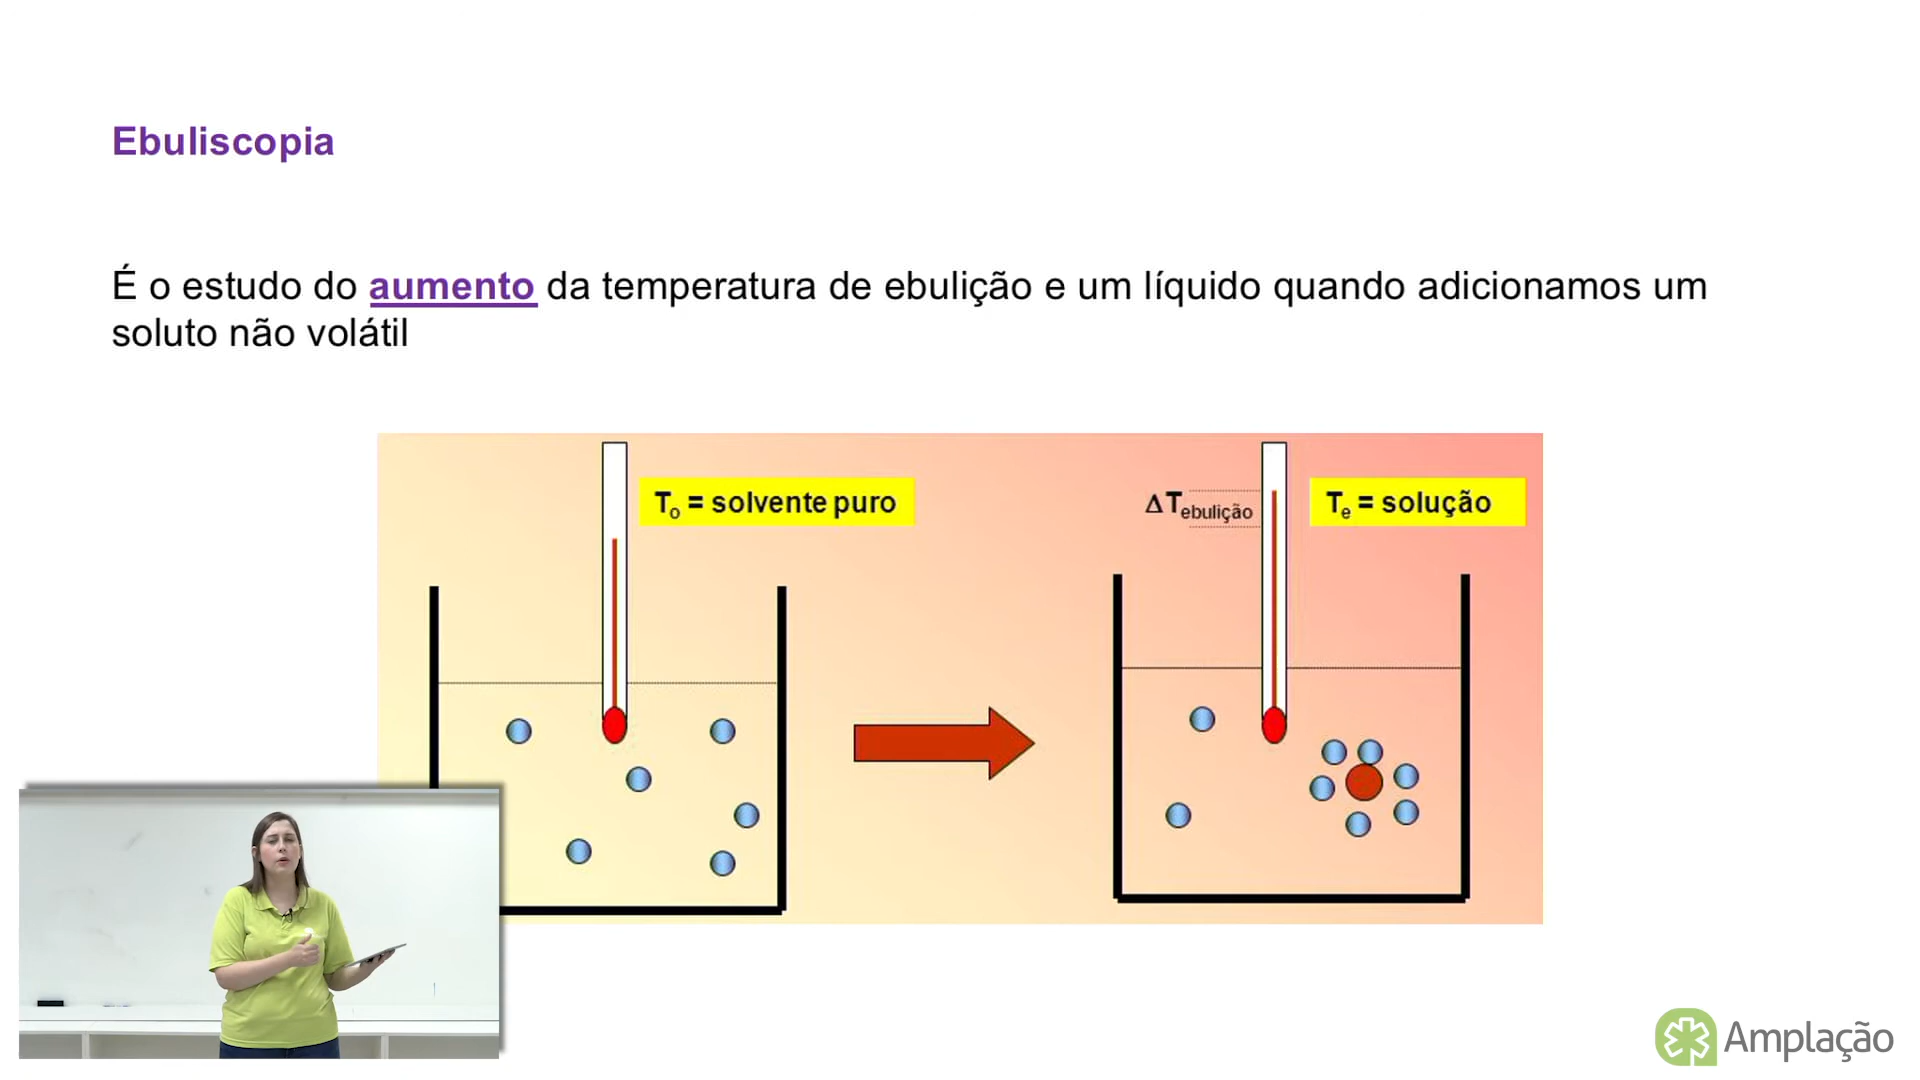 Ebuliscopia
É o estudo do aumento da temperatura de ebulição e um líquido quando adicionamos um
soluto não volátil
To = solvente puro
ΔTebulição
Te = solução
Amplação